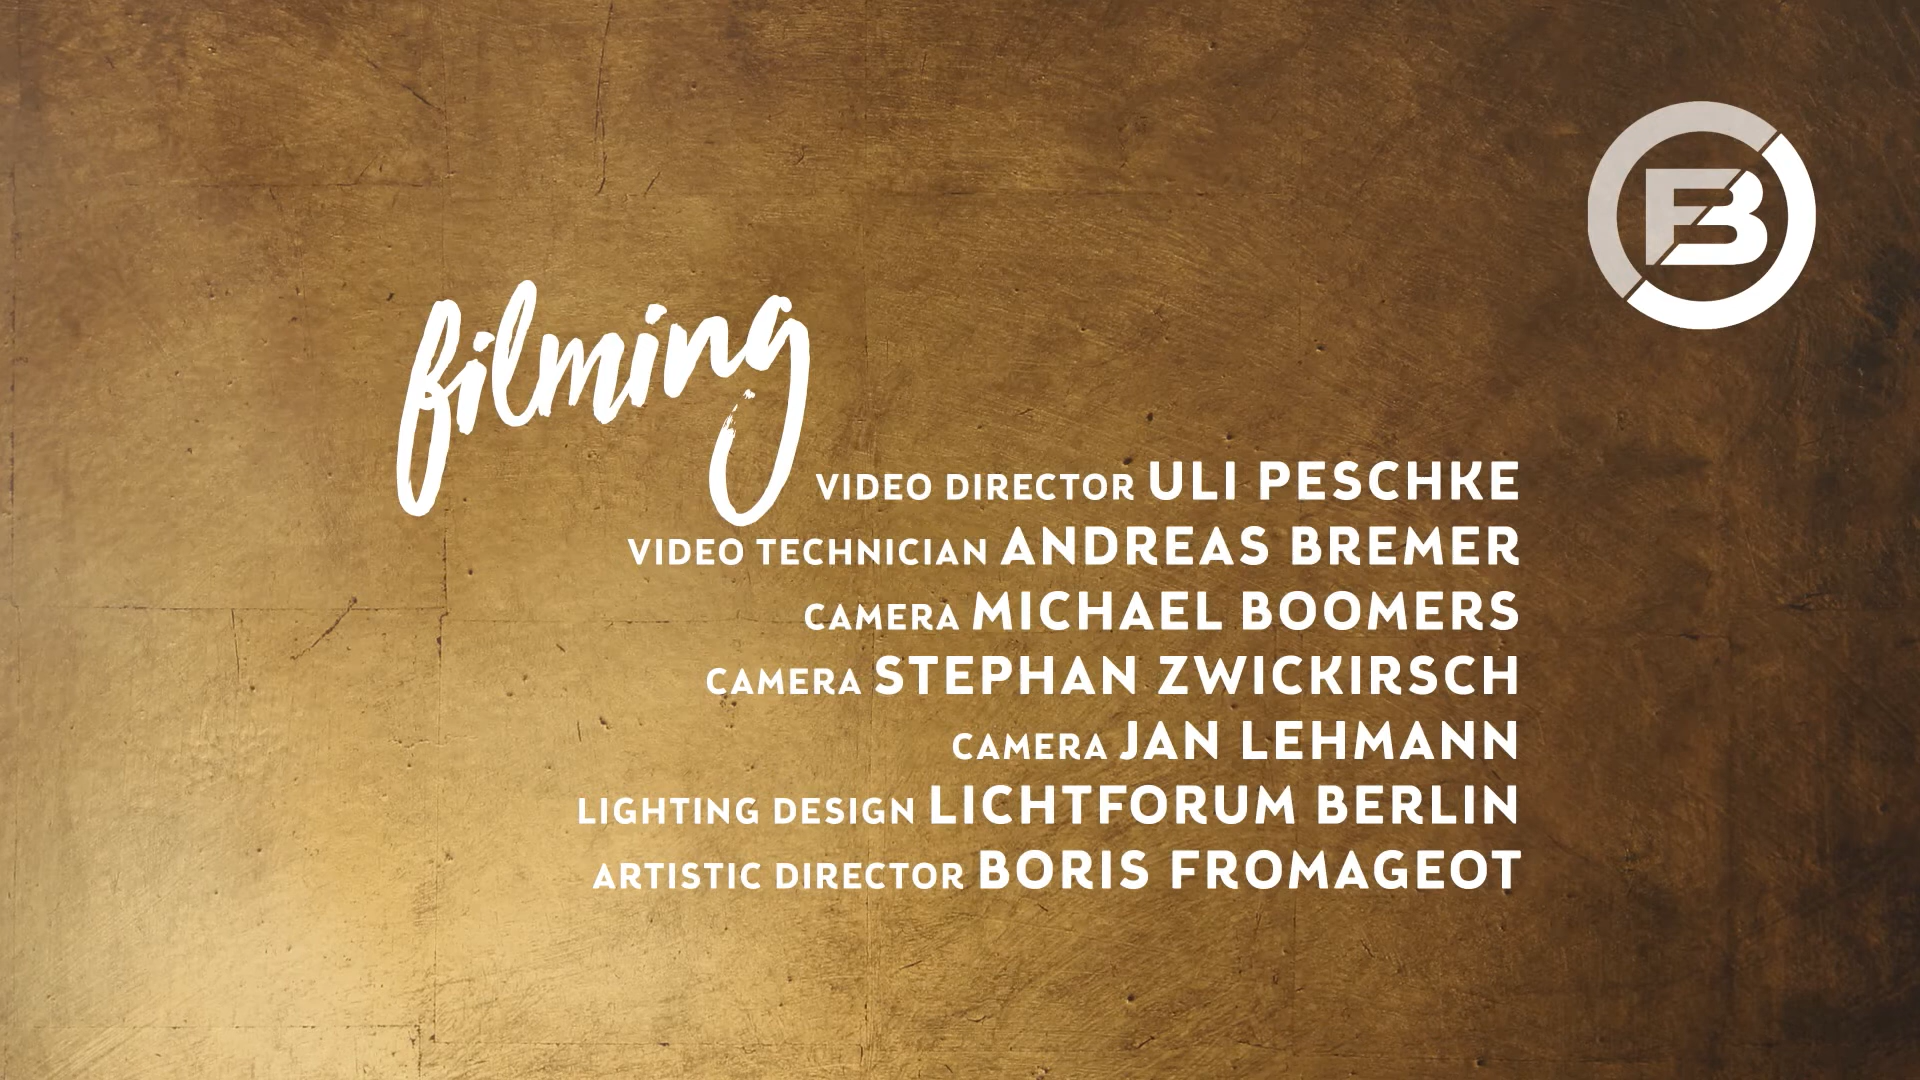 filming
VIDEO DIRECTOR ULI PESCHKE
VIDEO TECHNICIAN ANDREAS BREMER
CAMERA MICHAEL BOOMERS
CAMERA STEPHAN ZWICKIRSCH
CAMERA JAN LEHMANN
LIGHTING DESIGN LICHTFORUM BERLIN
ARTISTIC DIRECTOR BORIS FROMAGEOT
FB